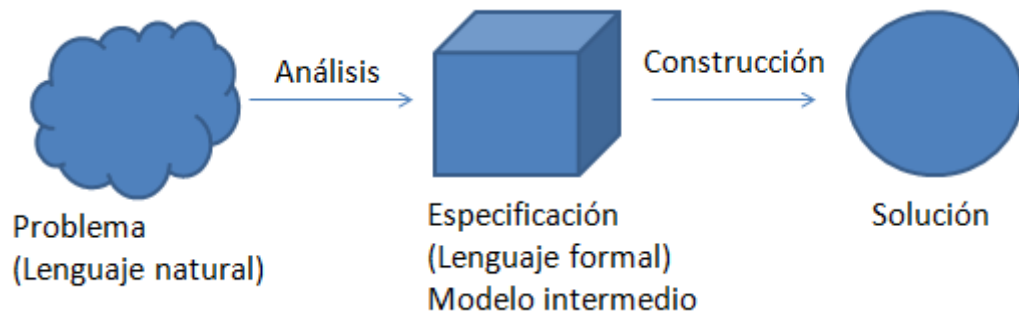 Análisis
Construcción
Problema
(Lenguaje natural)
Especificación
(Lenguaje formal)
Modelo intermedio
Solución